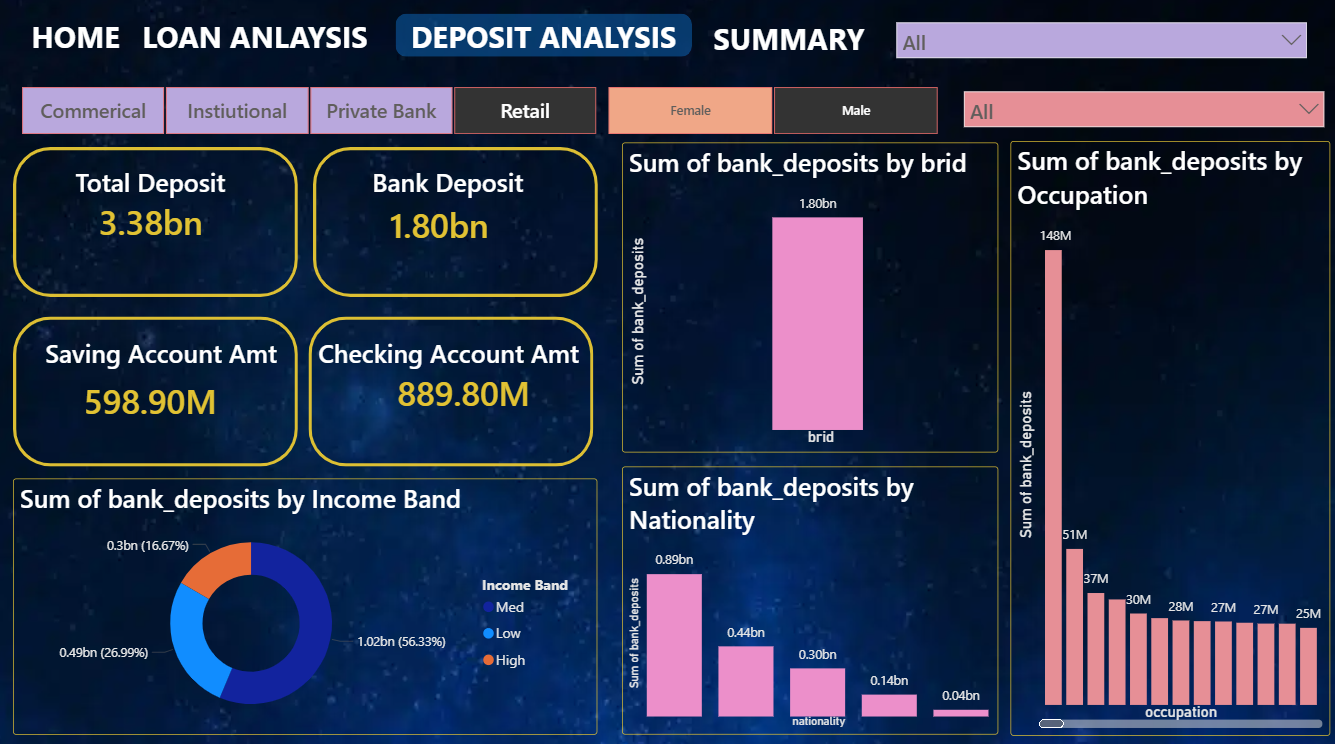 HOME LOAN ANLAYSIS DEPOSIT ANALYSIS SUMMARY All
Commerical Instiutional Private Bank Retail Female Male All
Total Deposit
3.38bn
Bank Deposit
1.80bn
Saving Account Amt
598.90M
Checking Account Amt
889.80M
Sum of bank_deposits by Income Band
0.3bn (16.67%)
0.49bn (26.99%)
1.02bn (56.33%)
Income Band
Med
Low
High
Sum of bank_deposits by brid
Sum of bank_deposits
1.80bn
brid
Sum of bank_deposits by
Nationality
Sum of bank_deposits
0.89bn
0.44bn
0.30bn
0.14bn
0.04bn
nationality
Sum of bank_deposits by
Occupation
Sum of bank_deposits
148M
51M
37M
30M
28M
27M
27M
25M
occupation